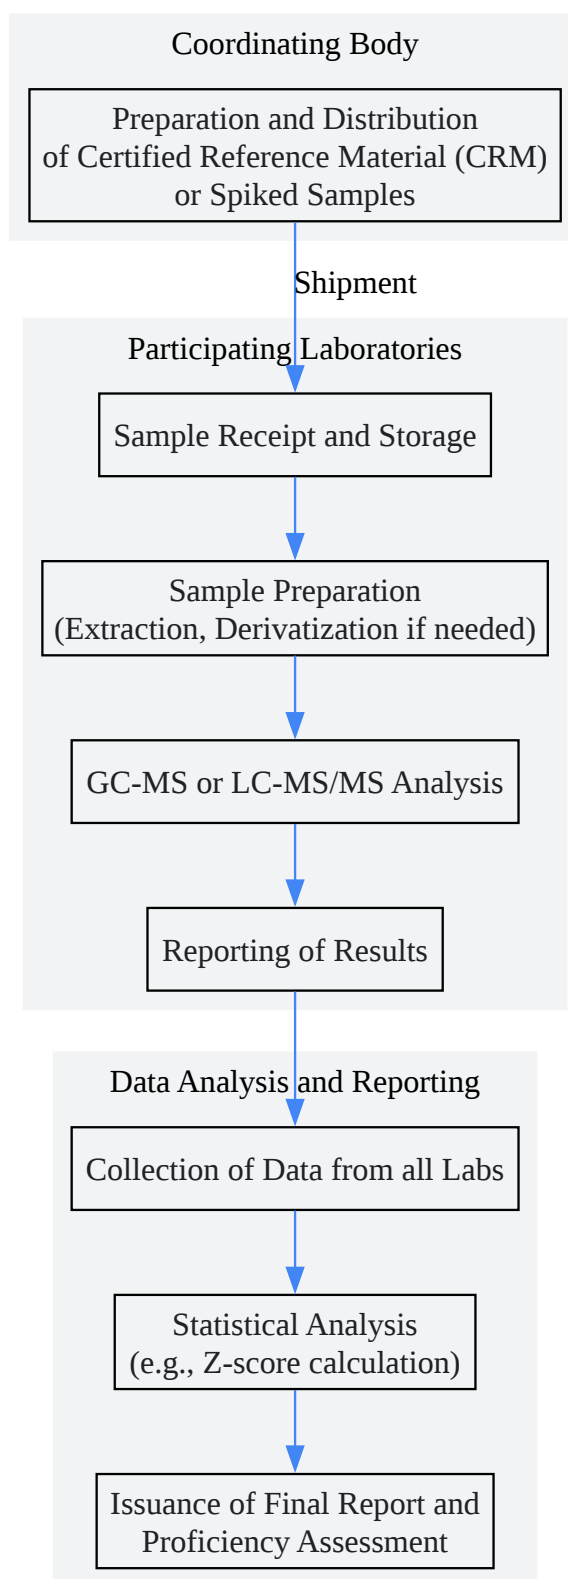 Coordinating Body
Preparation and Distribution
of Certified Reference Material (CRM)
or Spiked Samples
Shipment
Participating Laboratories
Sample Receipt and Storage
Sample Preparation
(Extraction, Derivatization if needed)
GC-MS or LC-MS/MS Analysis
Reporting of Results
Data Analysis and Reporting
Collection of Data from all Labs
Statistical Analysis
(e.g., Z-score calculation)
Issuance of Final Report and
Proficiency Assessment